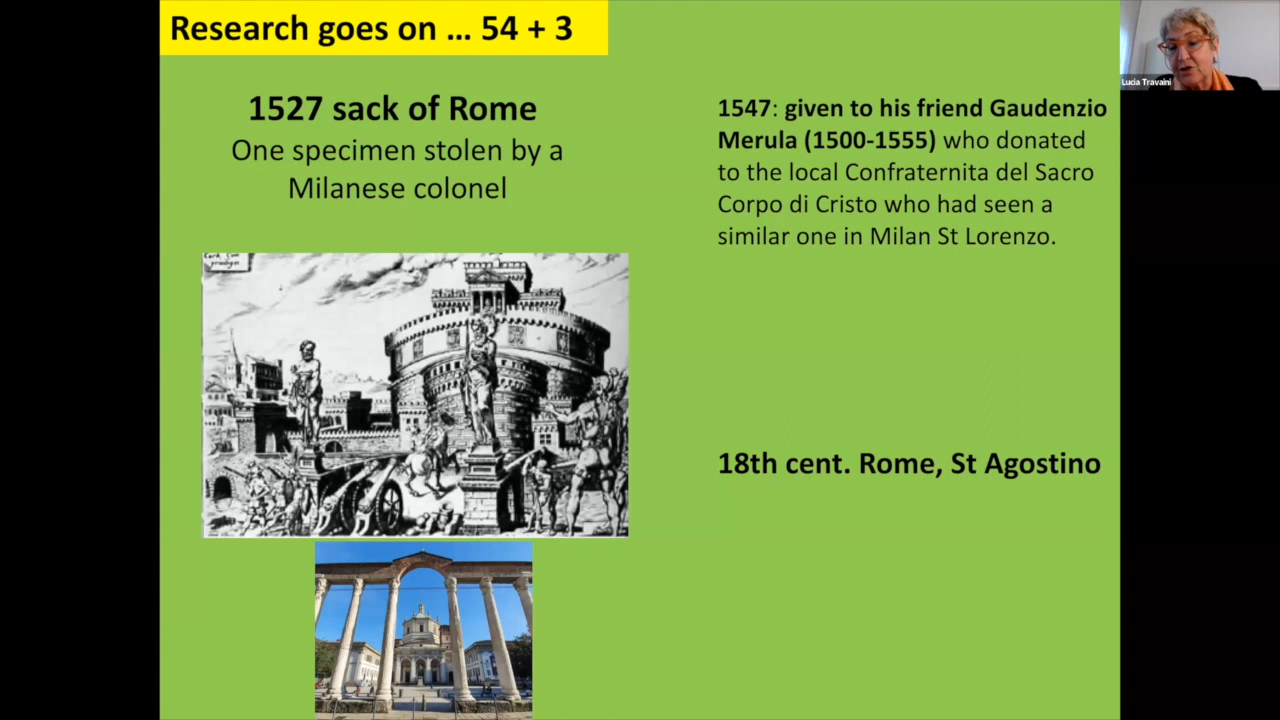 Research goes on ... 54 + 3
1527 sack of Rome
One specimen stolen by a
Milanese colonel
1547: given to his friend Gaudenzio
Merula (1500-1555) who donated
to the local Confraternita del Sacro
Corpo di Cristo who had seen a
similar one in Milan St Lorenzo.
18th cent. Rome, St Agostino
Lucia Travaini